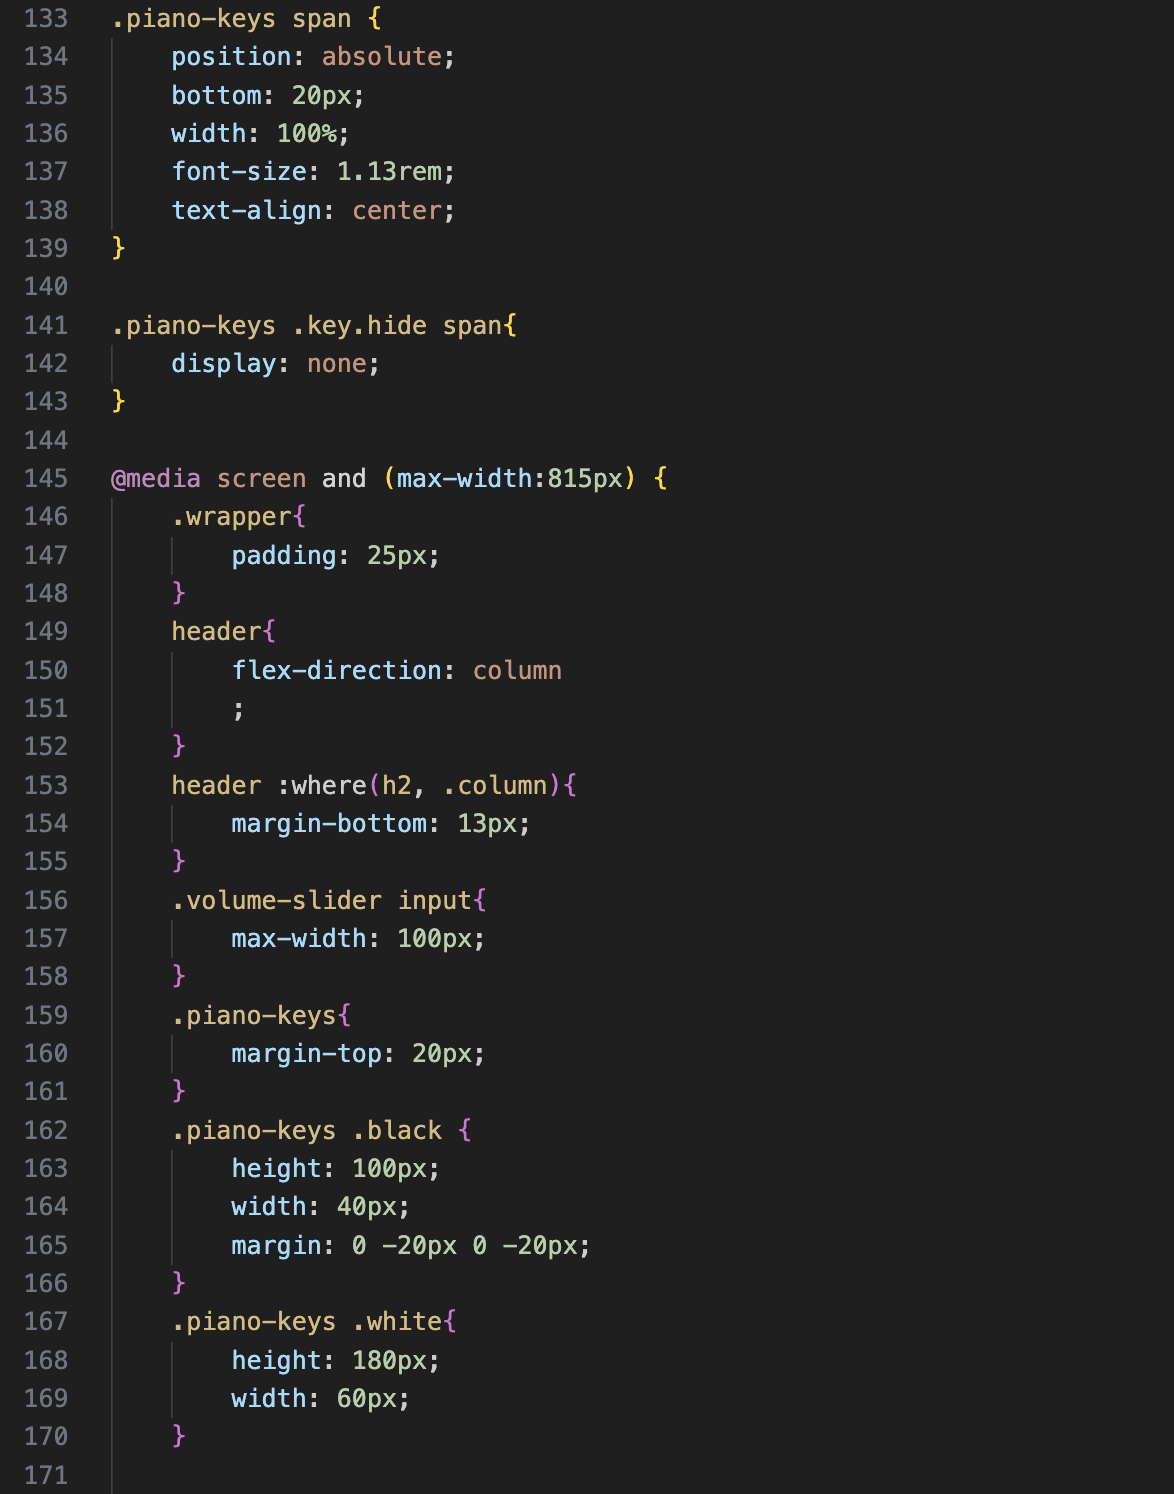 133 .piano-keys span {
134     position: absolute;
135     bottom: 20px;
136     width: 100%;
137     font-size: 1.13rem;
138     text-align: center;
139 }
140
141 .piano-keys .key.hide span{
142     display: none;
143 }
144
145 @media screen and (max-width:815px) {
146     .wrapper{
147         padding: 25px;
148     }
149     header{
150         flex-direction: column
151         ;
152     }
153     header :where(h2, .column){
154         margin-bottom: 13px;
155     }
156     .volume-slider input{
157         max-width: 100px;
158     }
159     .piano-keys{
160         margin-top: 20px;
161     }
162     .piano-keys .black {
163         height: 100px;
164         width: 40px;
165         margin: 0 -20px 0 -20px;
166     }
167     .piano-keys .white{
168         height: 180px;
169         width: 60px;
170     }
171